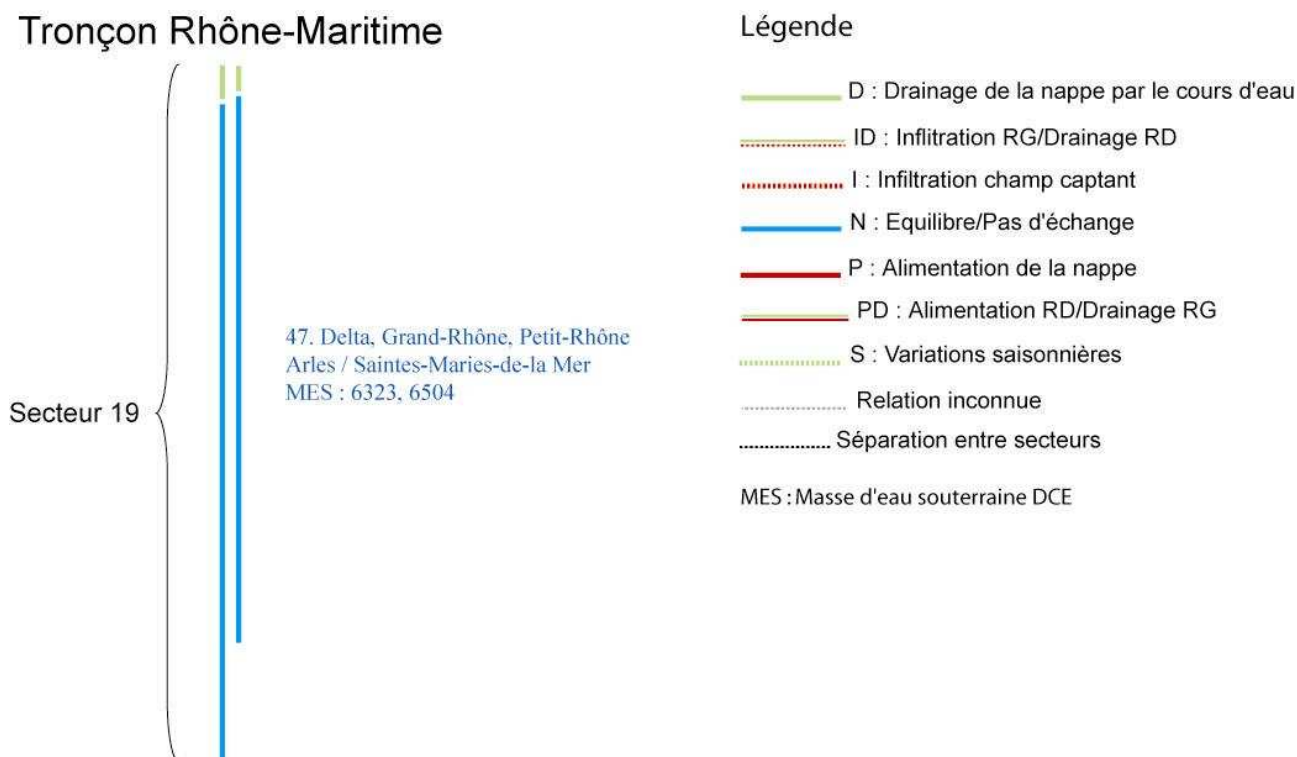 Tronçon Rhône-Maritime
Secteur 19
47. Delta, Grand-Rhône, Petit-Rhône
Arles / Saintes-Maries-de-la Mer
MES : 6323, 6504
Légende
D : Drainage de la nappe par le cours d'eau
ID : Inflitration RG/Drainage RD
I : Infiltration champ captant
N : Equilibre/Pas d'échange
P : Alimentation de la nappe
PD : Alimentation RD/Drainage RG
S : Variations saisonnières
Relation inconnue
Séparation entre secteurs
MES : Masse d'eau souterraine DCE